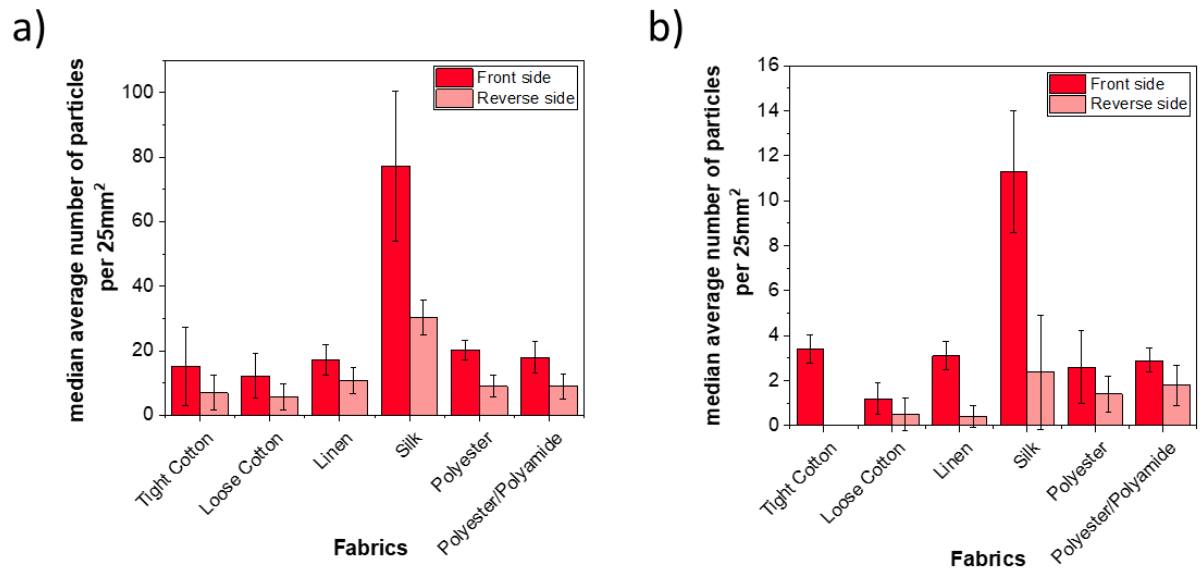 a)
median average number of particles
per 25mm²
100
80
60
40
20
0
Front side
Reverse side
Tight Cotton
Loose Cotton
Linen
Silk
Polyester
Polyester/Polyamide
Fabrics
b)
median average number of particles
per 25mm²
16
14
12
10
8
6
4
2
0
Front side
Reverse side
Tight Cotton
Loose Cotton
Linen
Silk
Polyester
Polyester/Polyamide
Fabrics